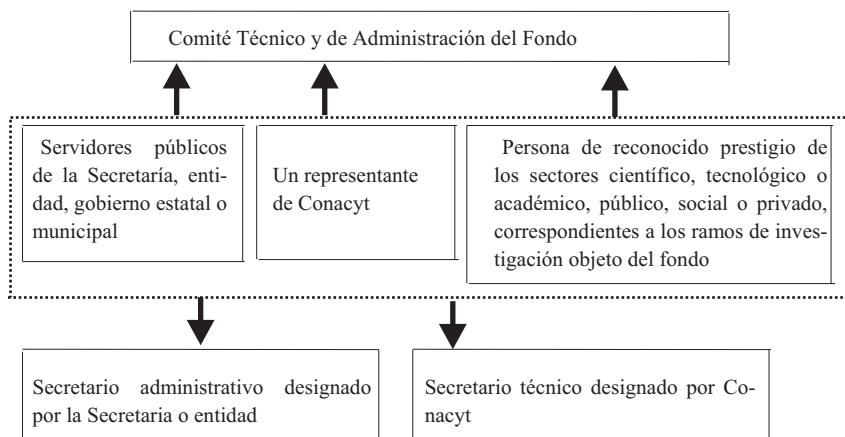 Comité Técnico y de Administración del Fondo
Servidores públicos
de la Secretaría, enti-
dad, gobierno estatal o
municipal
Un representante
de Conacyt
Persona de reconocido prestigio de
los sectores científico, tecnológico o
académico, público, social o privado,
correspondientes a los ramos de inves-
tigación objeto del fondo
Secretario administrativo designado
por la Secretaria o entidad
Secretario técnico designado por Co-
nacyt